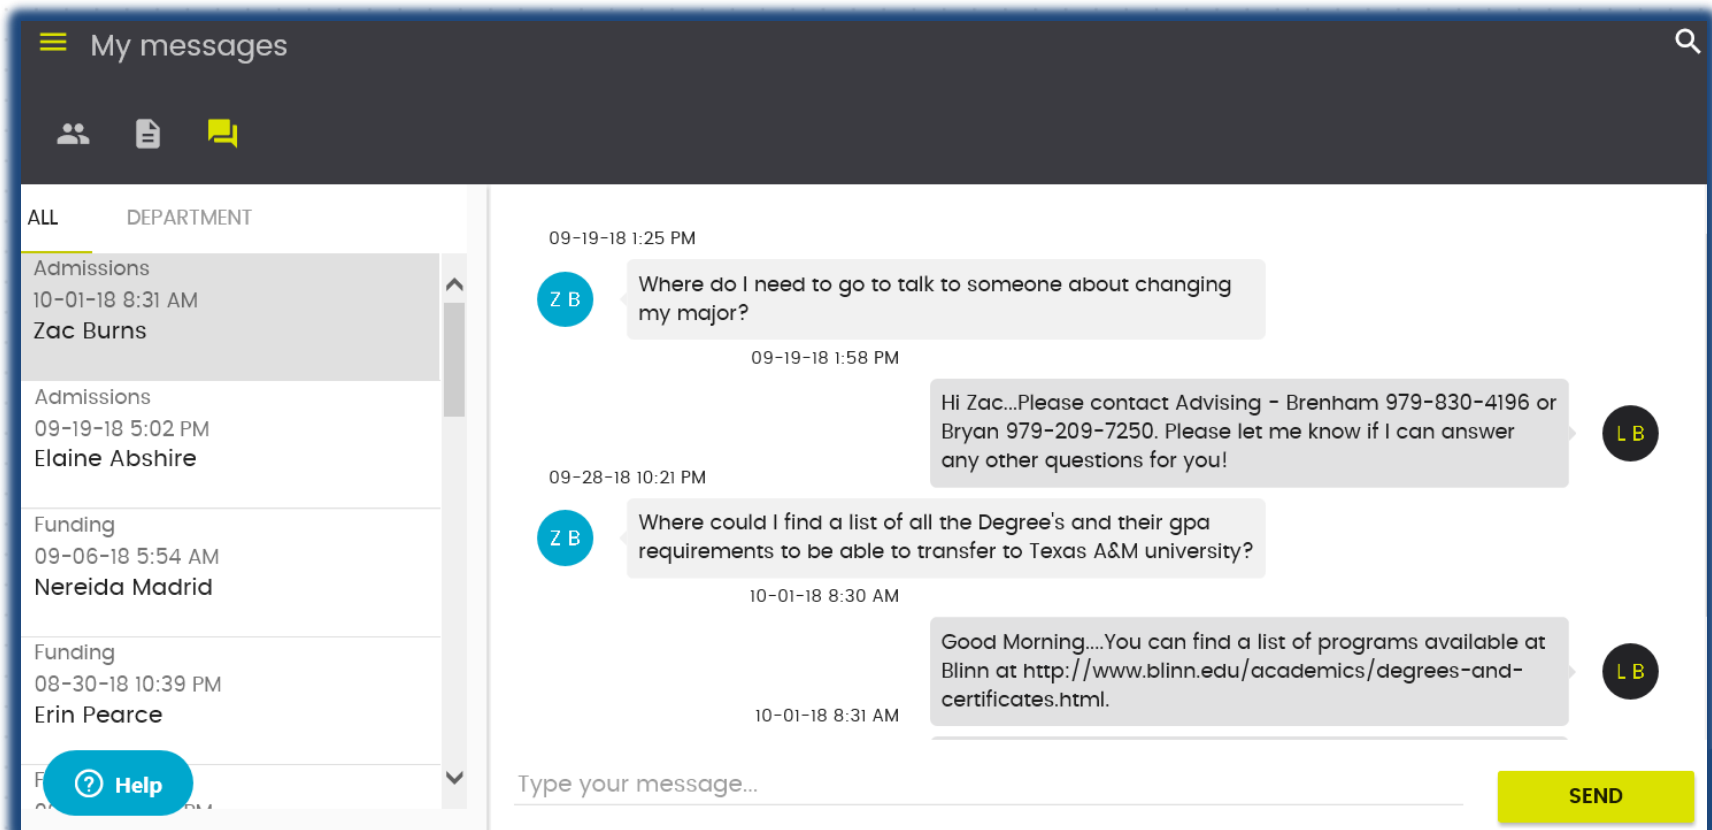 My messages
ALL
DEPARTMENT
Admissions
10-01-18 8:31 AM
Zac Burns
Admissions
09-19-18 5:02 PM
Elaine Abshire
Funding
09-06-18 5:54 AM
Nereida Madrid
Funding
08-30-18 10:39 PM
Erin Pearce
Help
09-19-18 1:25 PM
Z B
Where do I need to go to talk to someone about changing
my major?
09-19-18 1:58 PM
Hi Zac...Please contact Advising - Brenham 979-830-4196 or
Bryan 979-209-7250. Please let me know if I can answer
any other questions for you!
L B
09-28-18 10:21 PM
Z B
Where could I find a list of all the Degree's and their gpa
requirements to be able to transfer to Texas A&M university?
10-01-18 8:30 AM
Good Morning....You can find a list of programs available at
Blinn at http://www.blinn.edu/academics/degrees-and-
certificates.html.
L B
10-01-18 8:31 AM
Type your message...
SEND